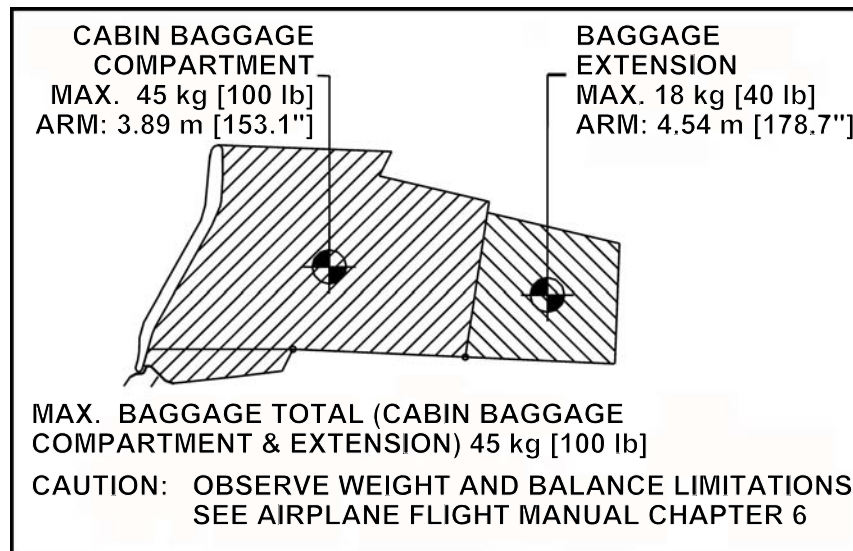 CABIN BAGGAGE
COMPARTMENT
MAX. 45 kg [100 lb]
ARM: 3.89 m [153.1"]
BAGGAGE
EXTENSION
MAX. 18 kg [40 lb]
ARM: 4.54 m [178.7"]
MAX. BAGGAGE TOTAL (CABIN BAGGAGE
COMPARTMENT & EXTENSION) 45 kg [100 lb]
CAUTION: OBSERVE WEIGHT AND BALANCE LIMITATIONS
SEE AIRPLANE FLIGHT MANUAL CHAPTER 6